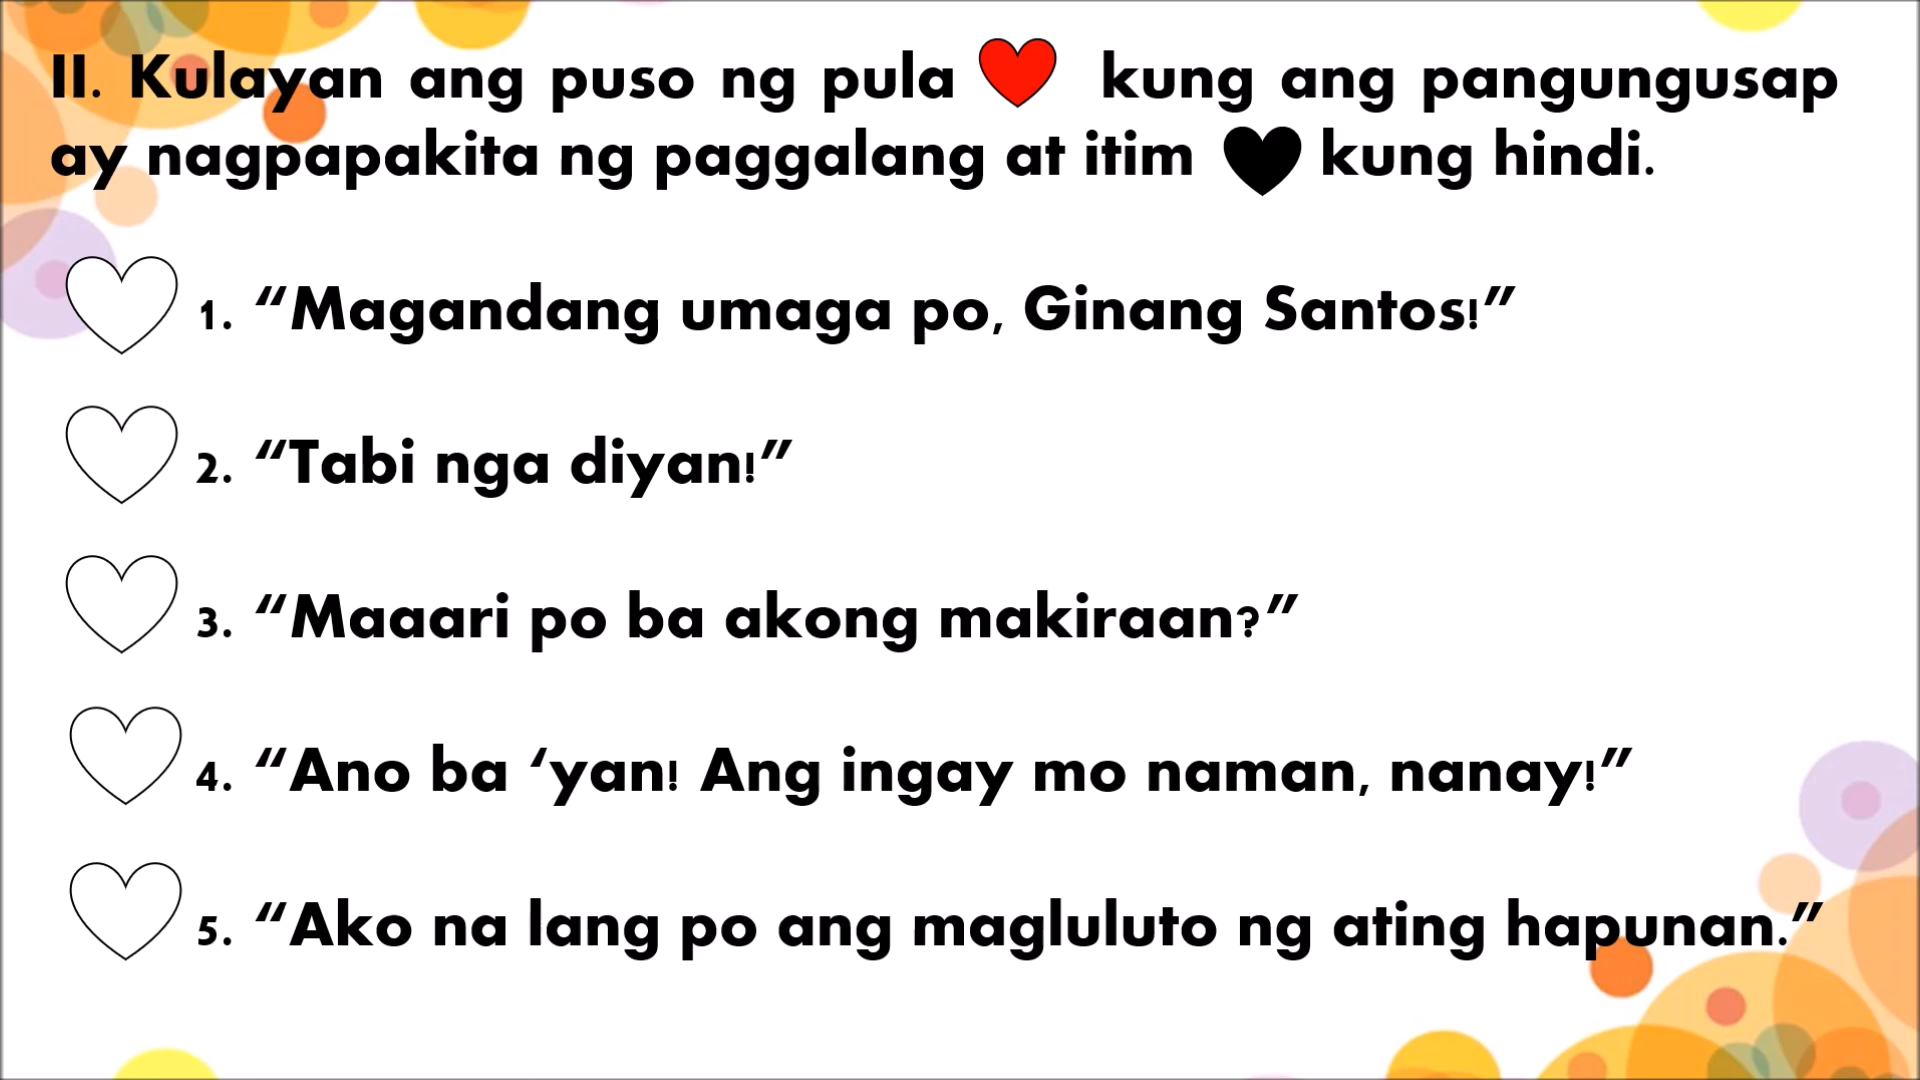 II. Kulayan ang puso ng pula kung ang pangungusap
ay nagpapakita ng paggalang at itim kung hindi.
1. “Magandang umaga po, Ginang Santos!”
2. “Tabi nga diyan!”
3. “Maaari po ba akong makiraan?”
4. “Ano ba ‘yan! Ang ingay mo naman, nanay!”
5. “Ako na lang po ang magluluto ng ating hapunan.”